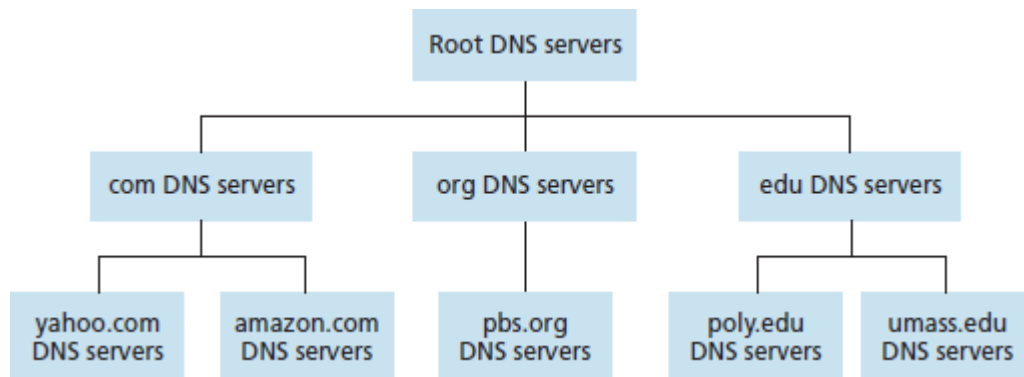 Root DNS servers
com DNS servers
org DNS servers
edu DNS servers
yahoo.com
DNS servers
amazon.com
DNS servers
pbs.org
DNS servers
poly.edu
DNS servers
umass.edu
DNS servers